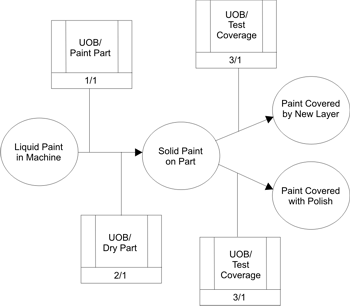 UOB/
Paint Part
1/1
UOB/
Test
Coverage
3/1
Liquid Paint
in Machine
Solid Paint
on Part
Paint Covered
by New Layer
Paint Covered
with Polish
UOB/
Dry Part
2/1
UOB/
Test
Coverage
3/1